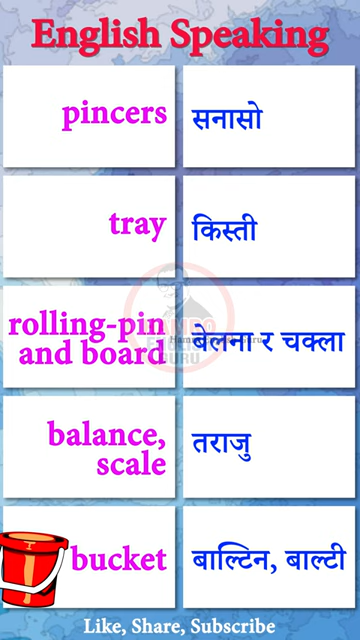 English Speaking
pincers
सनासो
tray
किस्ती
rolling-pin
and board
बेलना र चक्ला
balance,
scale
तराजु
bucket
बाल्टिन, बाल्टी
Like, Share, Subscribe